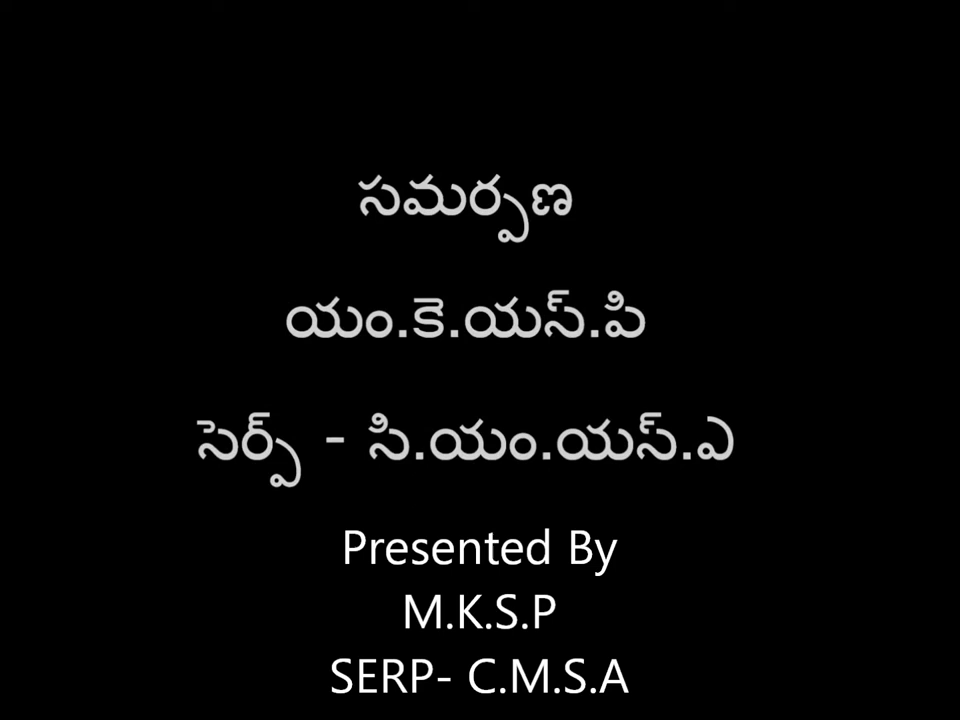 సమర్పణ
యం.కె.యస్.పి
సెర్ప్ - సి.యం.యస్.ఎ
Presented By
M.K.S.P
SERP- C.M.S.A